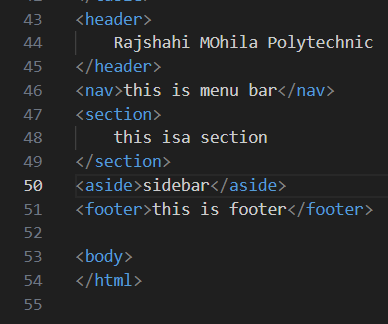 43 <header>
44 Rajshahi MOhila Polytechnic
45 </header>
46 <nav>this is menu bar</nav>
47 <section>
48 this isa section
49 </section>
50 <aside>sidebar</aside>
51 <footer>this is footer</footer>
52
53 <body>
54 </html>
55